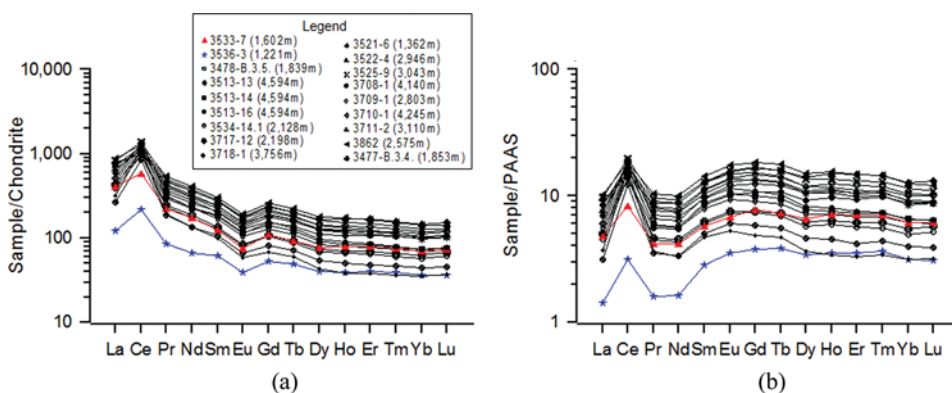 Legend
3533-7 (1,602m)
3536-3 (1,221m)
3478-B.3.5. (1,839m)
3513-13 (4,594m)
3513-14 (4,594m)
3513-16 (4,594m)
3534-14.1 (2,128m)
3717-12 (2,198m)
3718-1 (3,756m)
3521-6 (1,362m)
3522-4 (2,946m)
3525-9 (3,043m)
3708-1 (4,140m)
3709-1 (2,803m)
3710-1 (4,245m)
3711-2 (3,110m)
3862 (2,575m)
3477-B.3.4. (1,853m)
Sample/Chondrite
10,000
1,000
100
10
La Ce Pr Nd Sm Eu Gd Tb Dy Ho Er Tm Yb Lu
(a)
Sample/PAAS
100
10
1
La Ce Pr Nd Sm Eu Gd Tb Dy Ho Er Tm Yb Lu
(b)